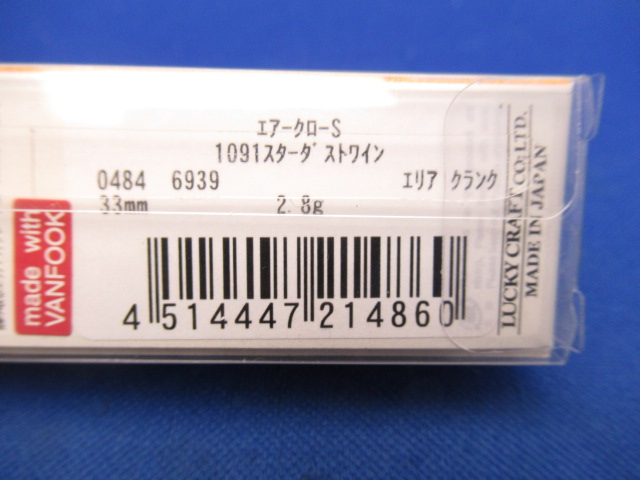 エアークローS
1091スターダストワイン
0484 6939 エリア クランク
33mm 2.8g
4 514447 214860
made with
VANFOOK
LUCKY CRAFT CO.,LTD.
MADE IN JAPAN